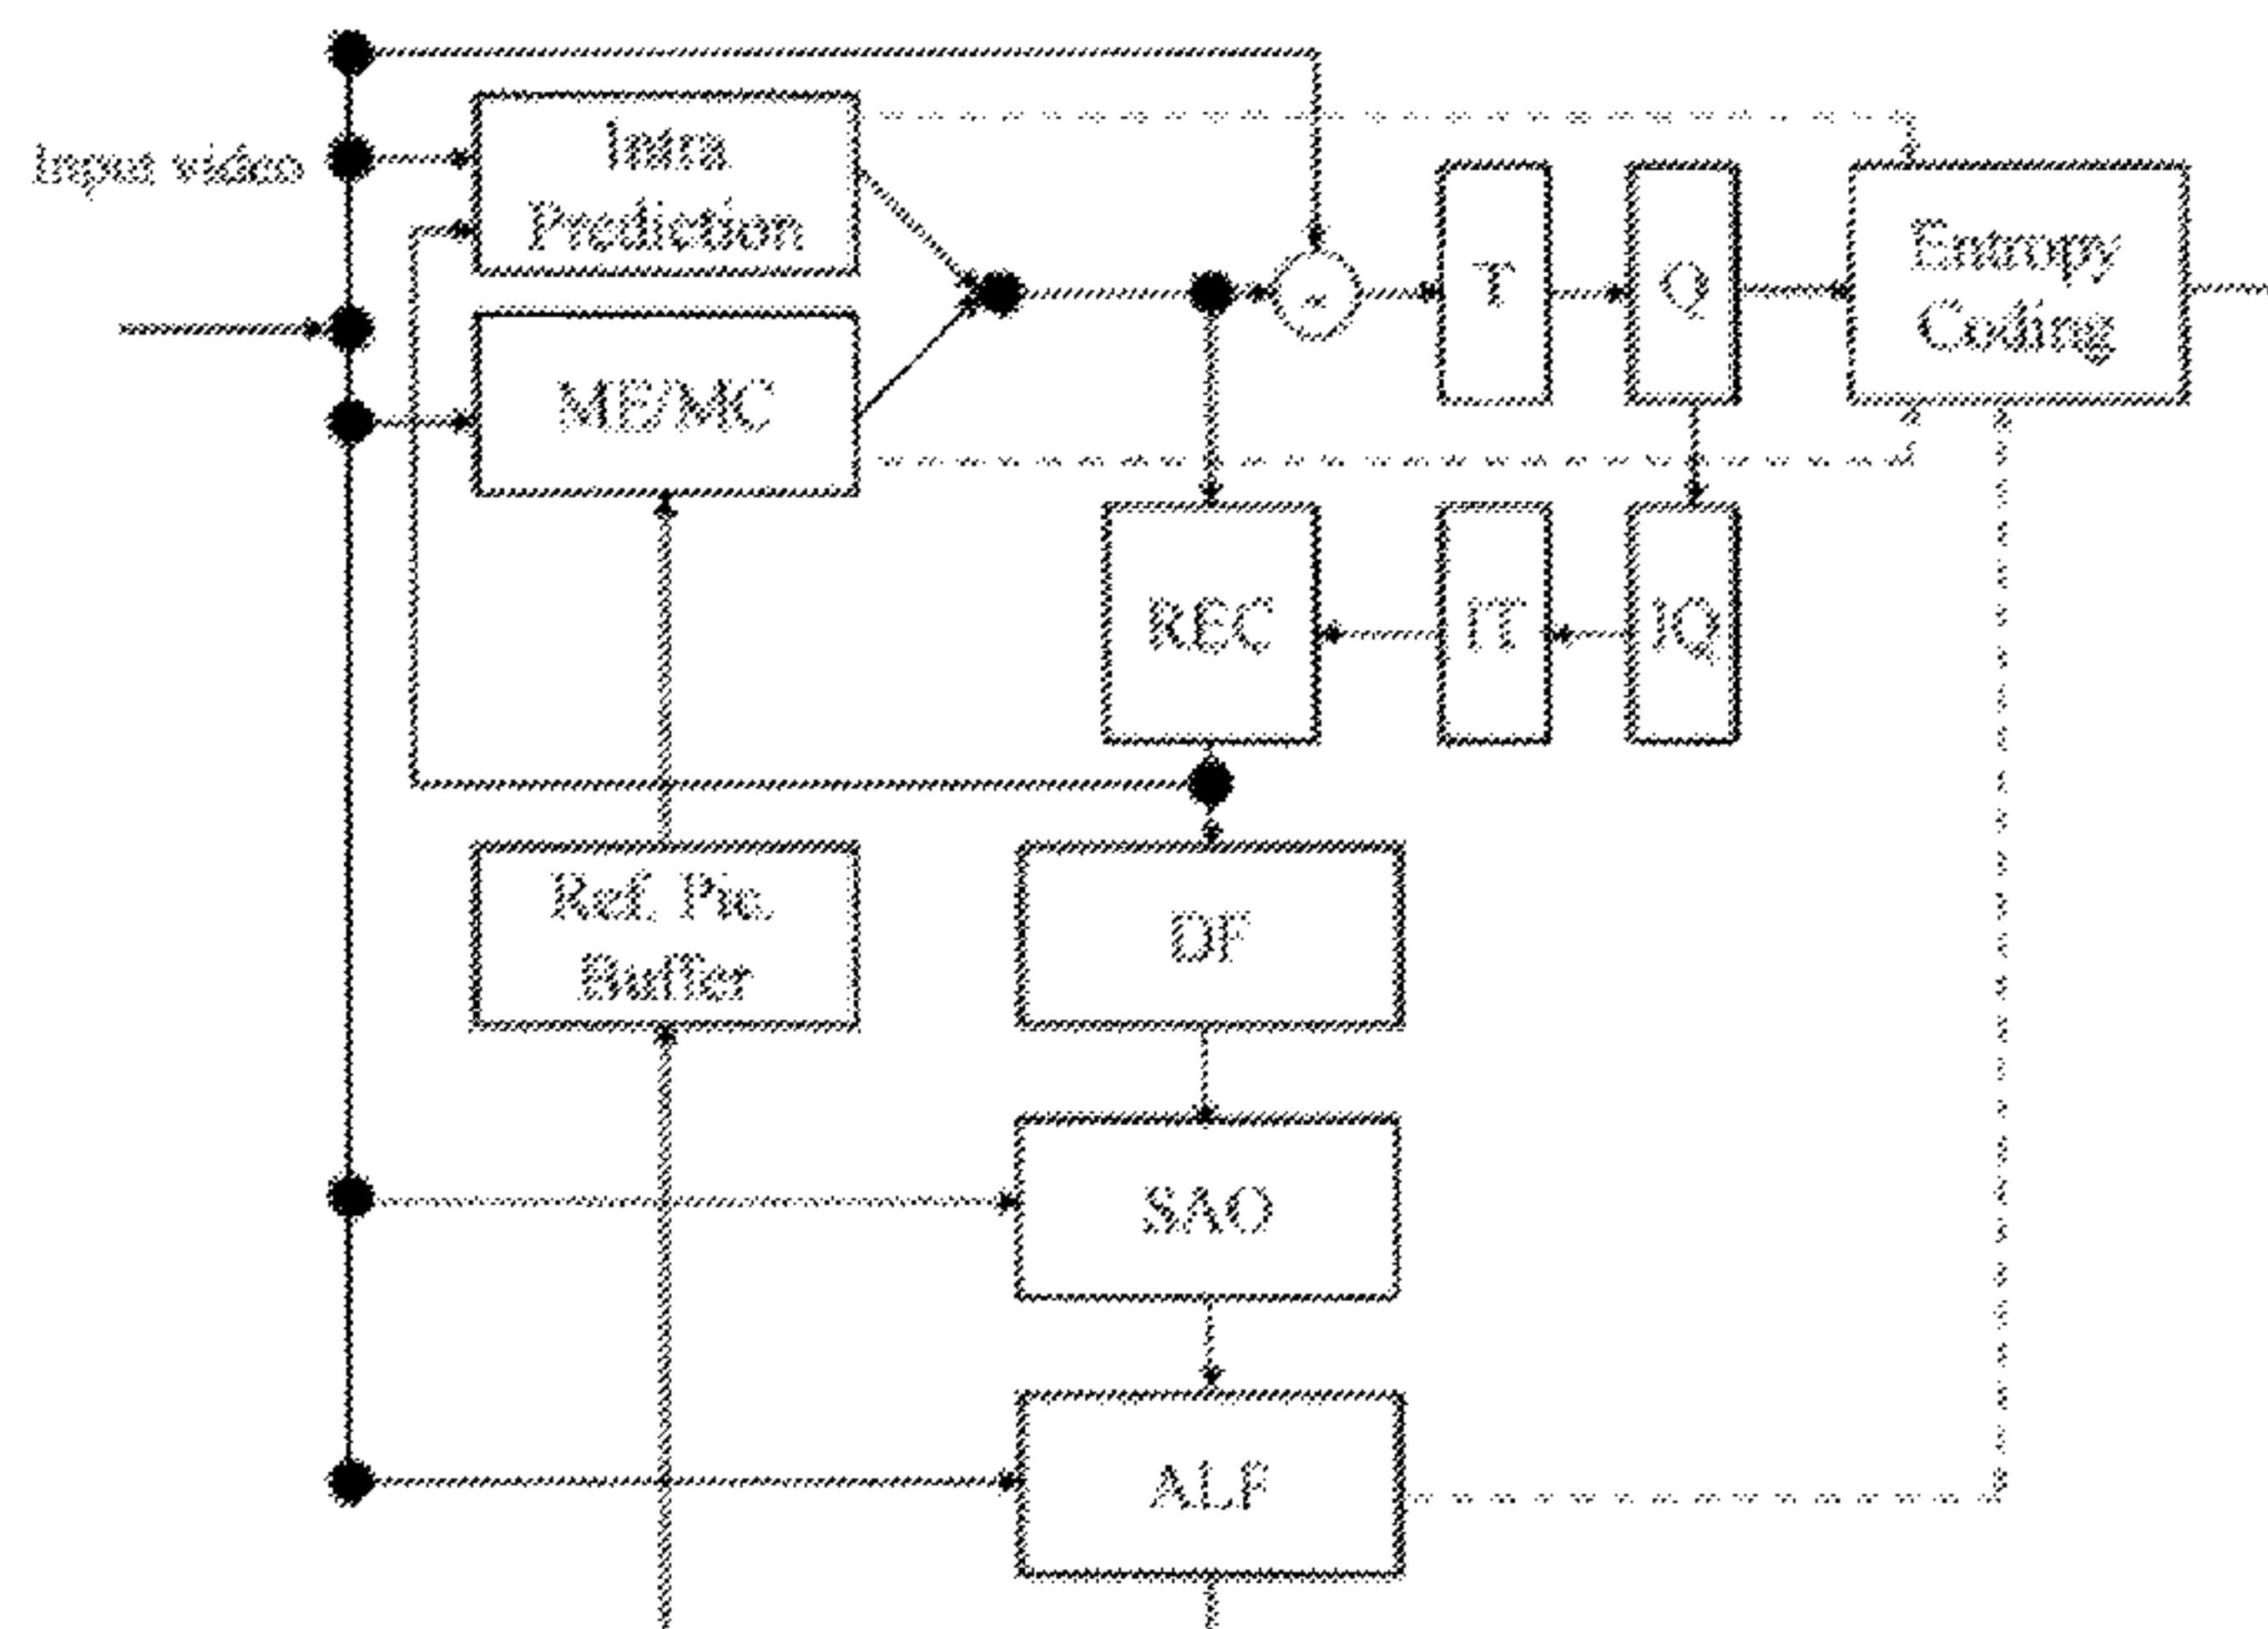 Input video
Intra
Prediction
ME/MC
-
T
Q
Entropy
Coding
REC
IT
IQ
Ref. Pic.
Buffer
DF
SAO
ALF